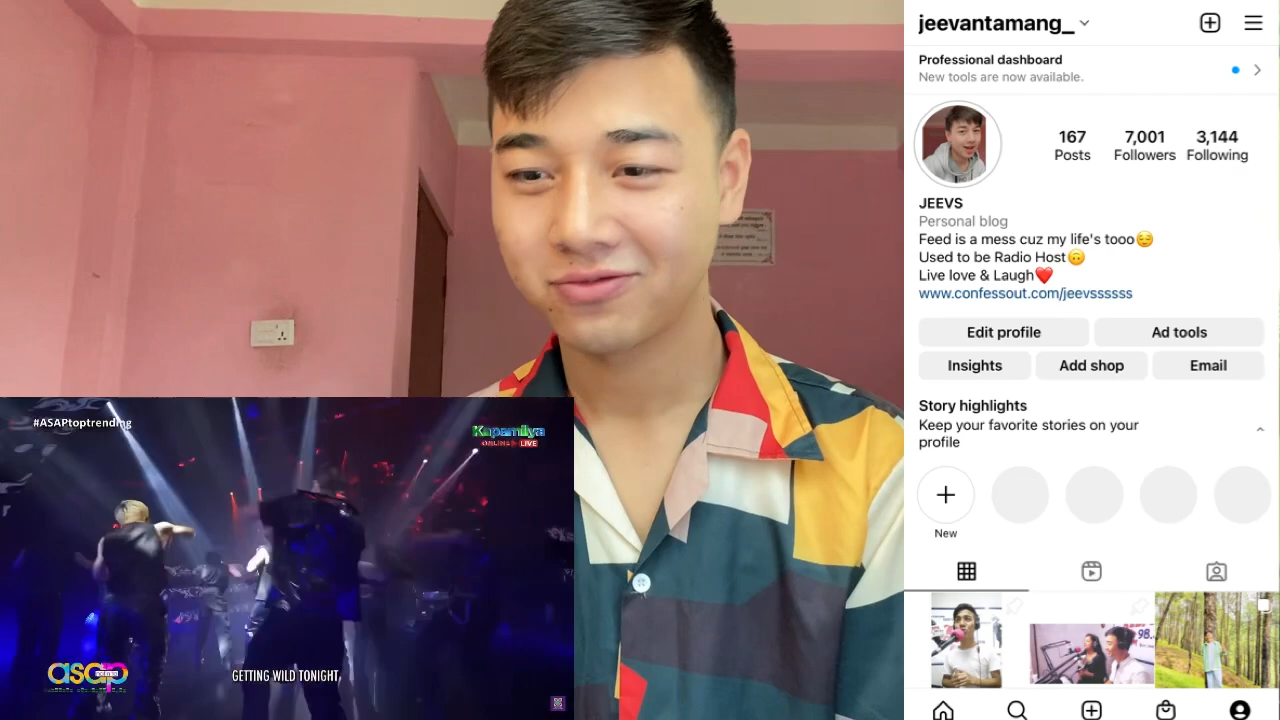 #ASAPtoptrending
Kapamilya
ONLINE LIVE
asap
GETTING WILD TONIGHT
jeevantamang_
Professional dashboard
New tools are now available.
167
Posts
7,001
Followers
3,144
Following
JEEVS
Personal blog
Feed is a mess cuz my life's tooo😌
Used to be Radio Host🙃
Live love & Laugh❤️
www.confessout.com/jeevssssss
Edit profile
Ad tools
Insights
Add shop
Email
Story highlights
Keep your favorite stories on your
profile
New
98.